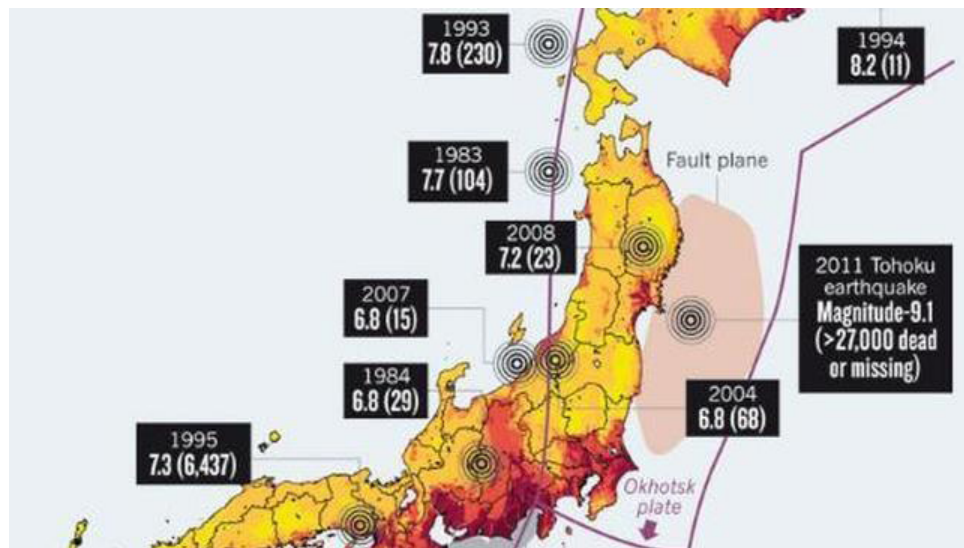 1993
7.8 (230)
1994
8.2 (11)
1983
7.7 (104)
Fault plane
2008
7.2 (23)
2011 Tohoku
earthquake
Magnitude-9.1
(>27,000 dead
or missing)
2007
6.8 (15)
1984
6.8 (29)
2004
6.8 (68)
1995
7.3 (6,437)
Okhotsk
plate